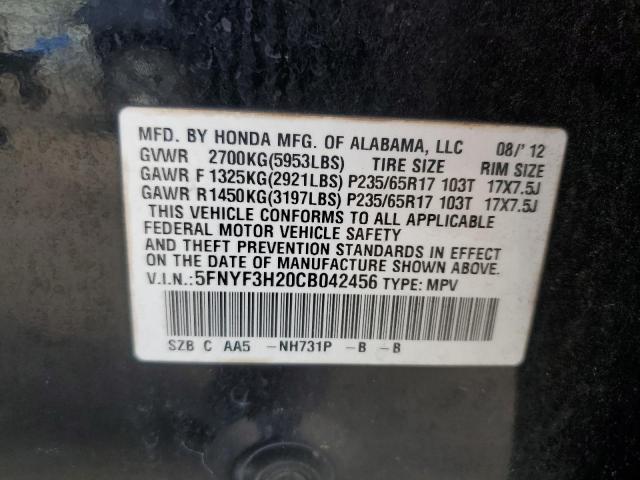 MFD. BY HONDA MFG. OF ALABAMA, LLC 08/'12
GVWR 2700KG(5953LBS) TIRE SIZE RIM SIZE
GAWR F 1325KG(2921LBS) P235/65R17 103T 17X7.5J
GAWR R 1450KG(3197LBS) P235/65R17 103T 17X7.5J
THIS VEHICLE CONFORMS TO ALL APPLICABLE
FEDERAL MOTOR VEHICLE SAFETY
AND THEFT PREVENTION STANDARDS IN EFFECT
ON THE DATE OF MANUFACTURE SHOWN ABOVE.
V.I.N.:5FNYF3H20CB042456 TYPE: MPV
SZB C AA5 -NH731P -B -B